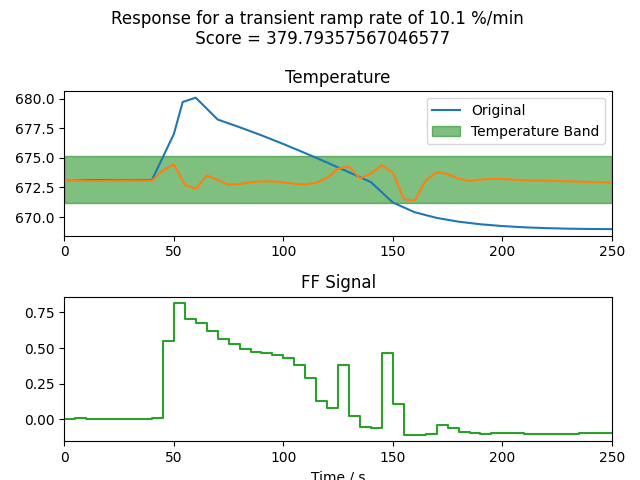 Response for a transient ramp rate of 10.1 %/min
Score = 379.79357567046577
Temperature
680.0
677.5
675.0
672.5
670.0
Original
Temperature Band
0 50 100 150 200 250
FF Signal
0.75
0.50
0.25
0.00
0 50 100 150 200 250
Time / s